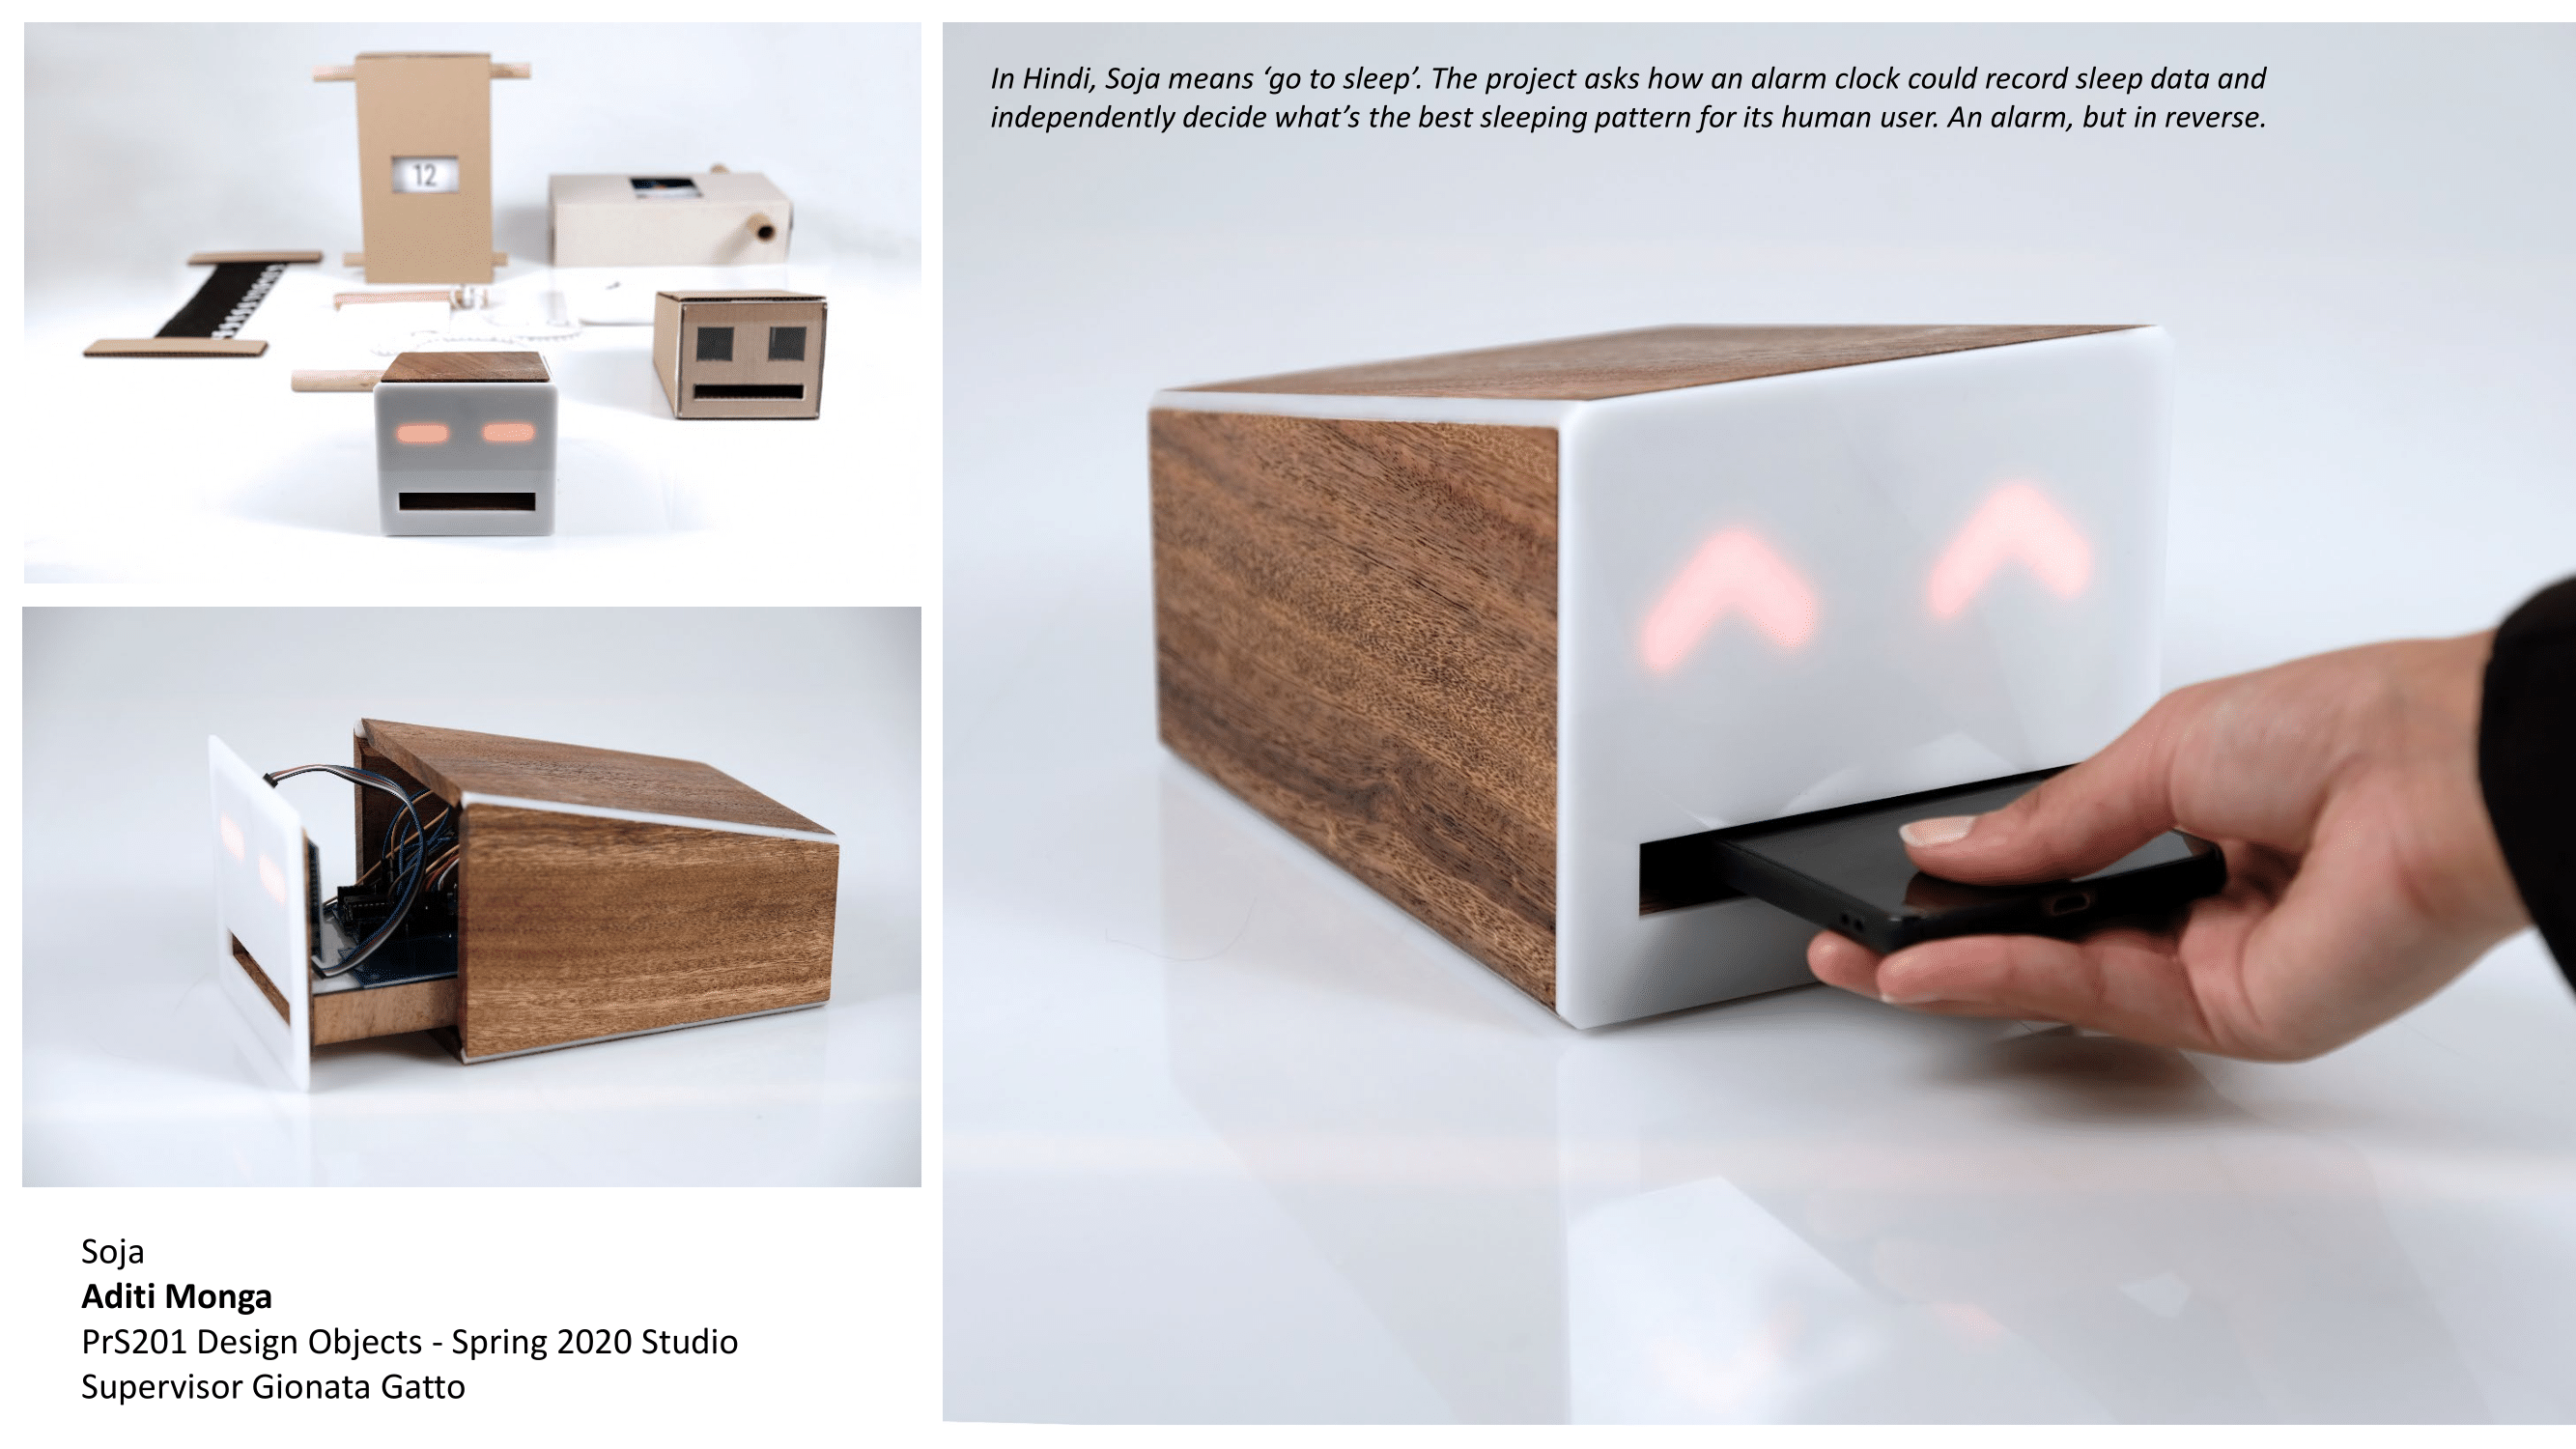 In Hindi, Soja means ‘go to sleep’. The project asks how an alarm clock could record sleep data and
independently decide what’s the best sleeping pattern for its human user. An alarm, but in reverse.
12
Soja
Aditi Monga
PrS201 Design Objects - Spring 2020 Studio
Supervisor Gionata Gatto